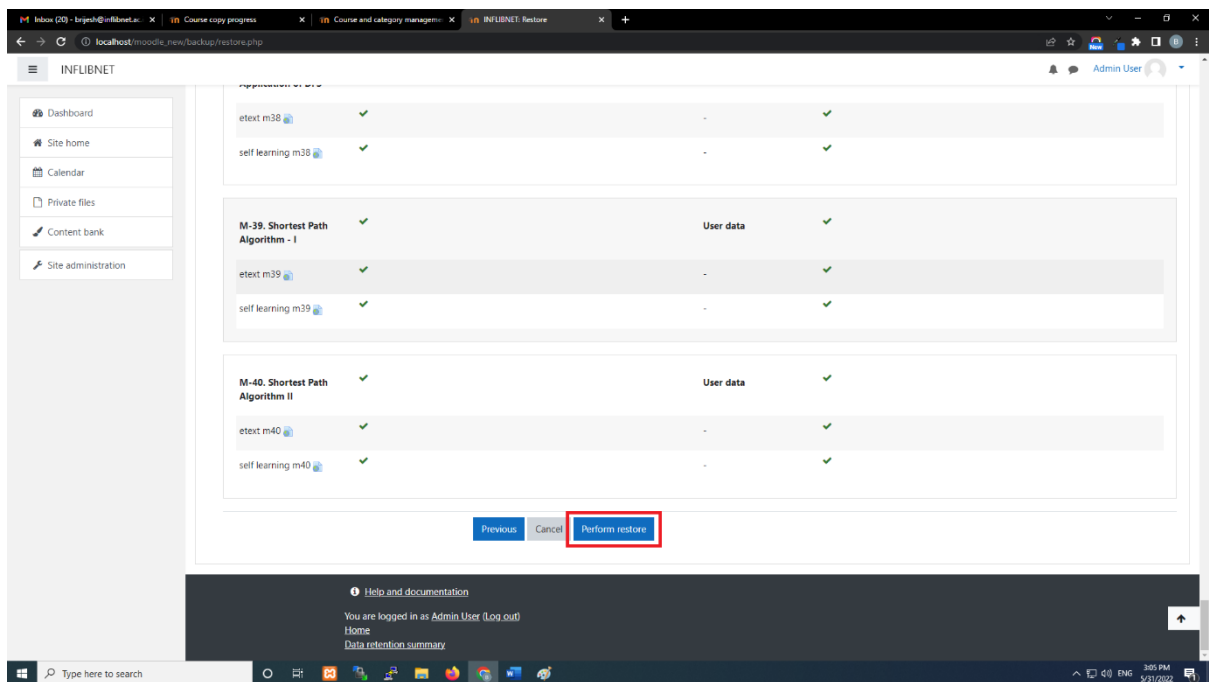 Inbox (20) - brijesh@inflibnet.ac.
Course copy progress
Course and category manageme
INFLIBNET: Restore
localhost/moodle_new/backup/restore.php
New
B
INFLIBNET
Admin User
Dashboard
Site home
Calendar
Private files
Content bank
Site administration
Application of DFS
etext m38 -
self learning m38 -
M-39. Shortest Path User data
Algorithm - I
etext m39 -
self learning m39 -
M-40. Shortest Path User data
Algorithm II
etext m40 -
self learning m40 -
Previous Cancel Perform restore
Help and documentation
You are logged in as Admin User (Log out)
Home
Data retention summary
Type here to search
ENG
3:05 PM
5/31/2022